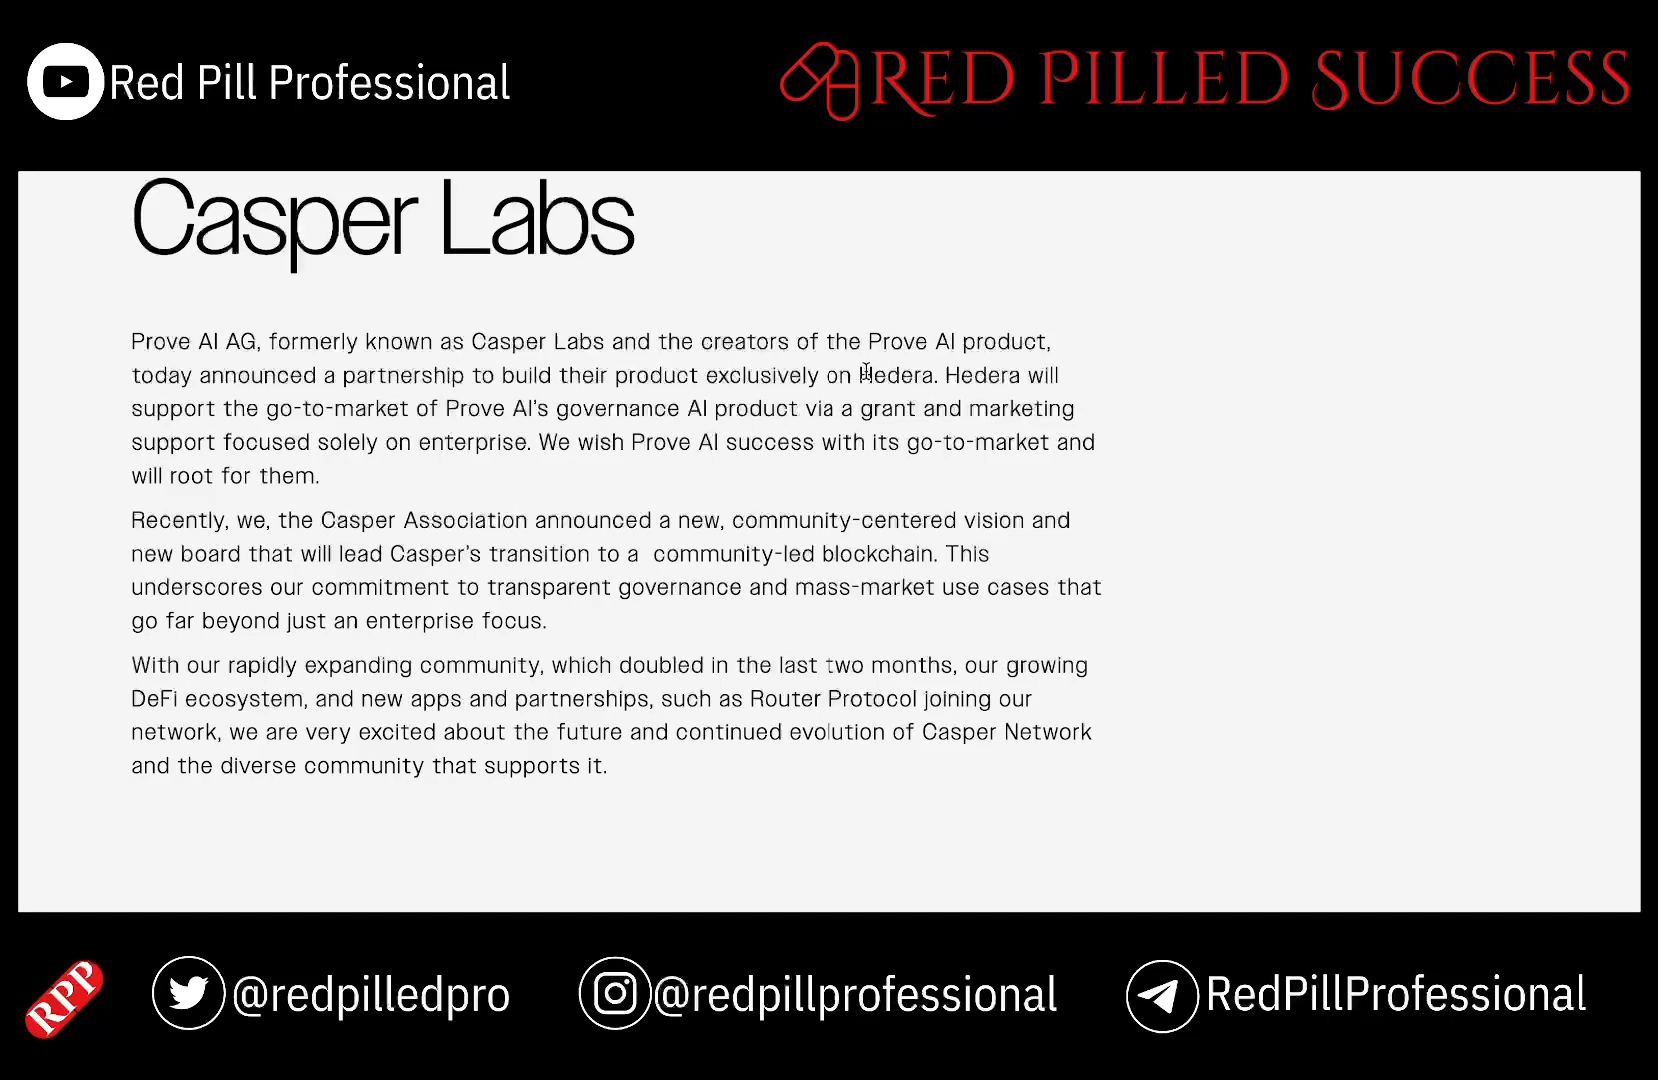 Red Pill Professional
RED PILLED SUCCESS
Casper Labs
Prove AI AG, formerly known as Casper Labs and the creators of the Prove AI product,
today announced a partnership to build their product exclusively on Hedera. Hedera will
support the go-to-market of Prove AI's governance AI product via a grant and marketing
support focused solely on enterprise. We wish Prove AI success with its go-to-market and
will root for them.
Recently, we, the Casper Association announced a new, community-centered vision and
new board that will lead Casper's transition to a community-led blockchain. This
underscores our commitment to transparent governance and mass-market use cases that
go far beyond just an enterprise focus.
With our rapidly expanding community, which doubled in the last two months, our growing
DeFi ecosystem, and new apps and partnerships, such as Router Protocol joining our
network, we are very excited about the future and continued evolution of Casper Network
and the diverse community that supports it.
RPP
@redpilledpro
@redpillprofessional
RedPillProfessional